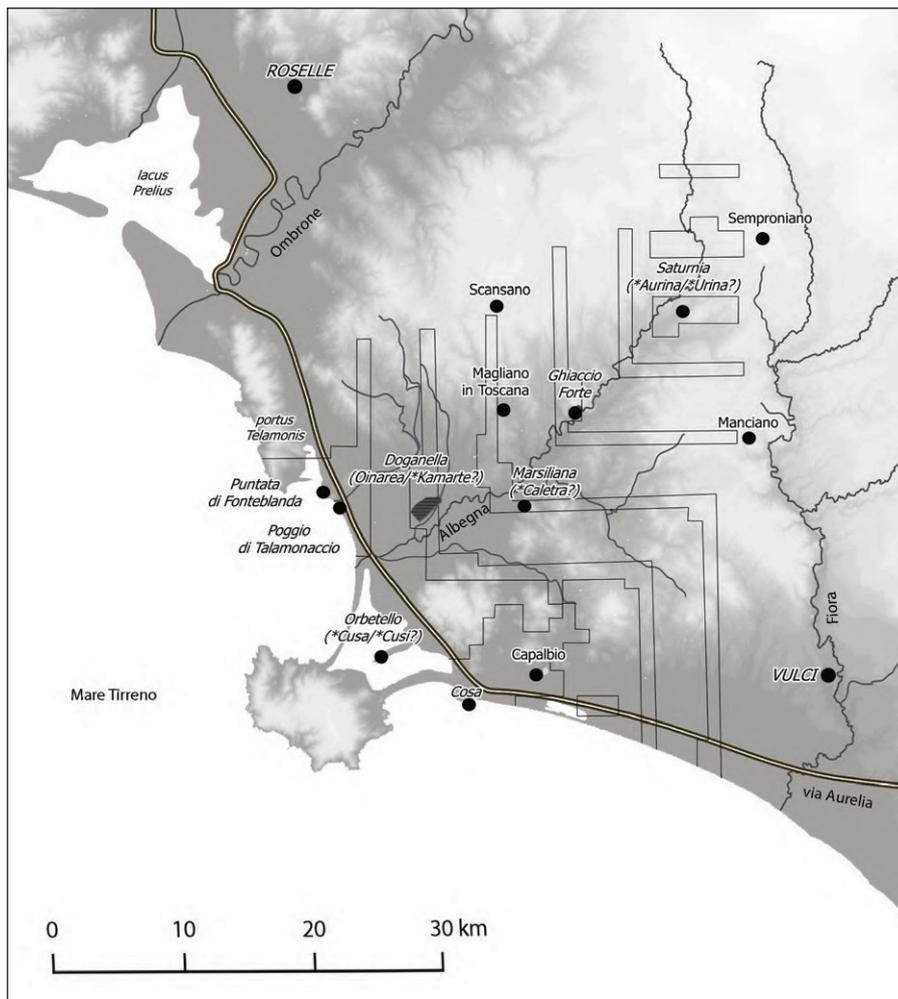 ROSELLE
lacus
Prelius
Ombrone
Semproniano
Saturnia
(*Aurina/*Urina?)
Scansano
Magliano
in Toscana
Ghiaccio
Forte
portus
Telamonis
Manciano
Doganella
(Oinarea/*Kamarte?)
Marsiliana
(*Caletra?)
Puntata
di Fonteblanda
Albegna
Poggio
di Talamonaccio
Fiora
Orbetello
(*Cusa/*Cusi?)
Capalbio
VULCI
Mare Tirreno
Cosa
via Aurelia
0 10 20 30 km